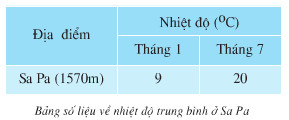 Địa điểm
Nhiệt độ (⁰C)
Tháng 1
Tháng 7
Sa Pa (1570m)
9
20
Bảng số liệu về nhiệt độ trung bình ở Sa Pa